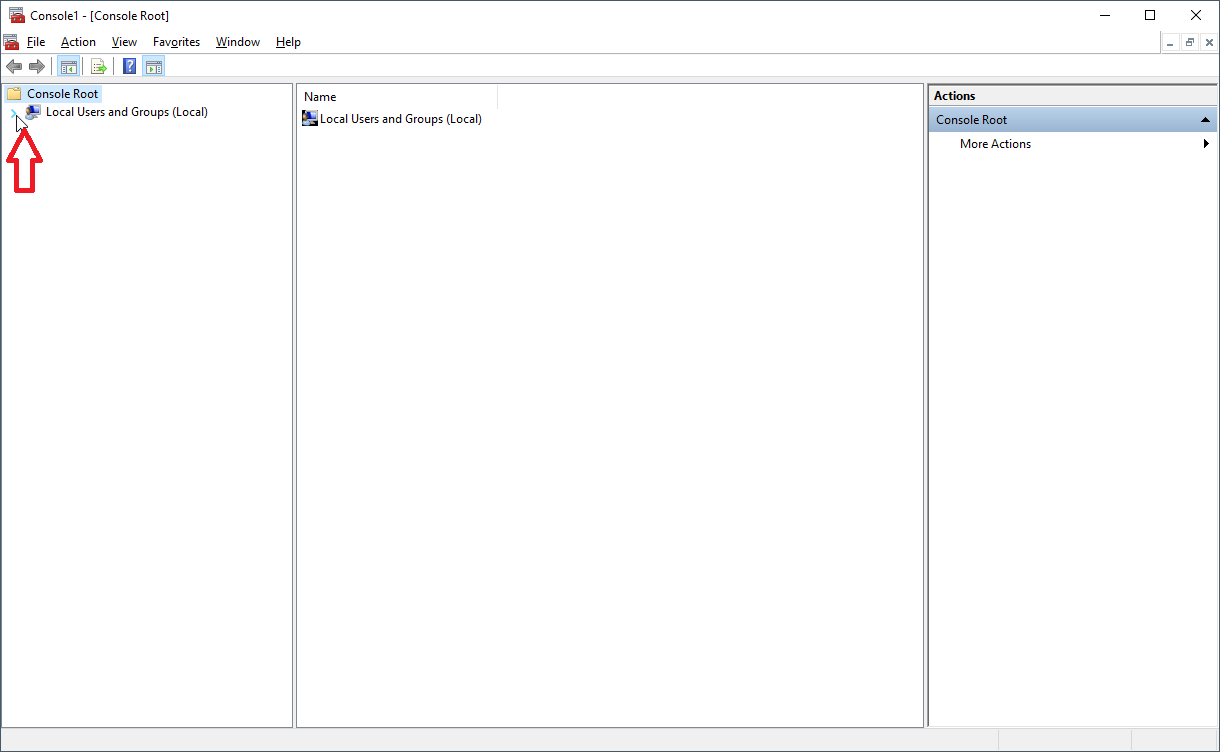 Console1 - [Console Root]
File Action View Favorites Window Help
?
Console Root
Local Users and Groups (Local)
Name
Local Users and Groups (Local)
Actions
Console Root
More Actions